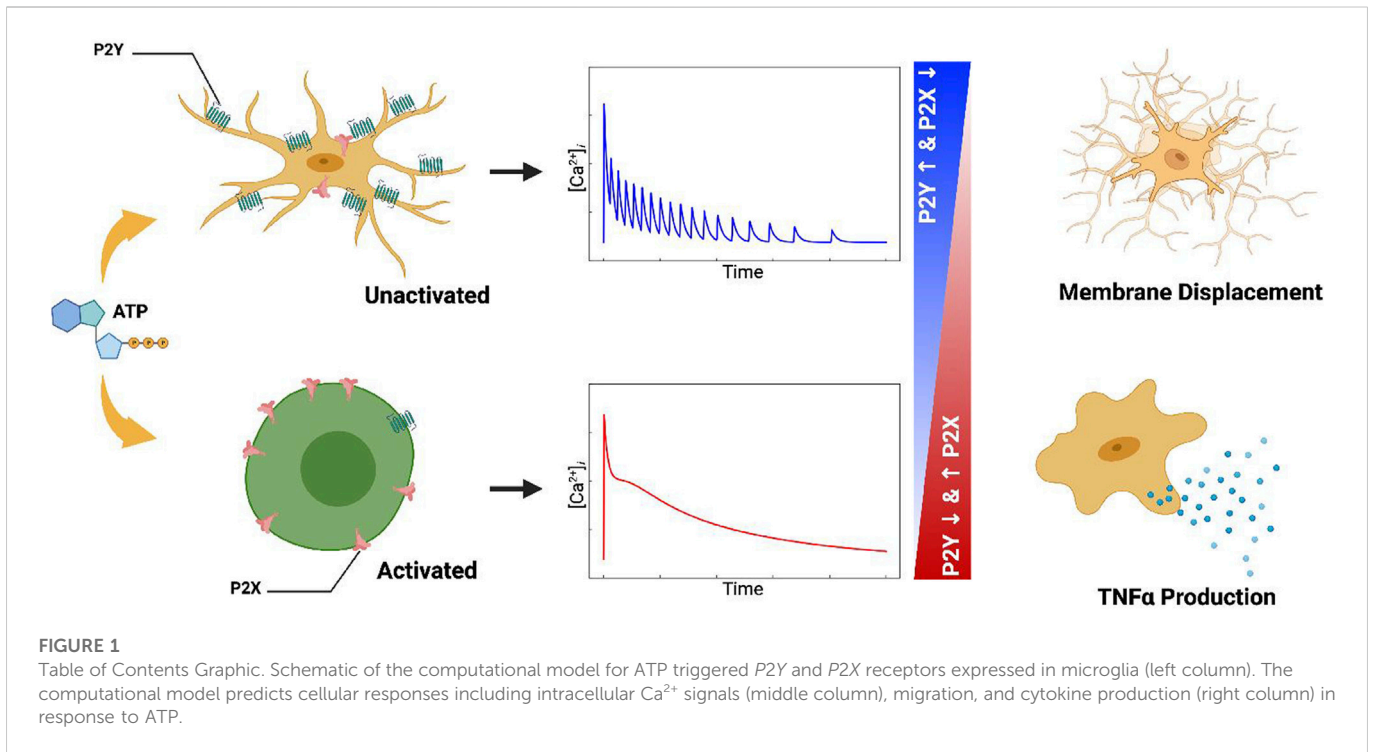 P2Y
Unactivated
ATP
P P P
P2X
Activated
[Ca²⁺]ᵢ
Time
[Ca²⁺]ᵢ
Time
P2Y ↑ & P2X ↓
P2Y ↓ & ↑ P2X
Membrane Displacement
TNFα Production
FIGURE 1
Table of Contents Graphic. Schematic of the computational model for ATP triggered P2Y and P2X receptors expressed in microglia (left column). The
computational model predicts cellular responses including intracellular Ca²⁺ signals (middle column), migration, and cytokine production (right column) in
response to ATP.